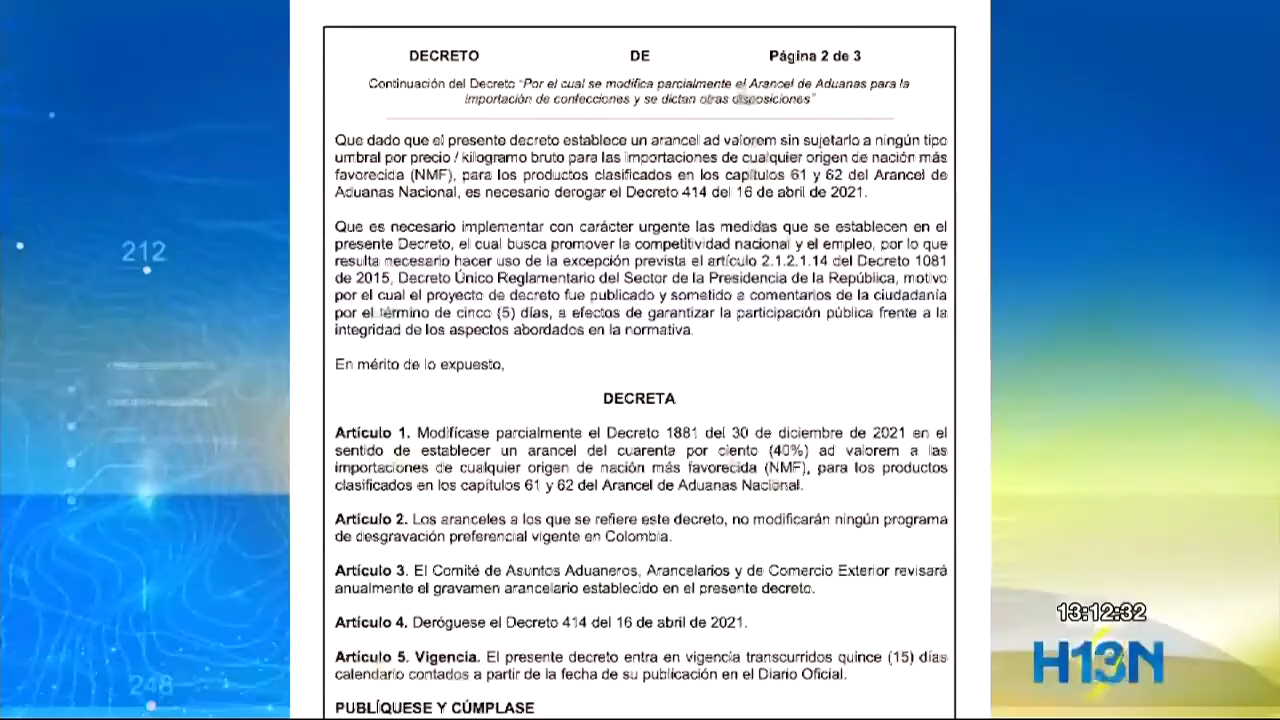 DECRETO DE Página 2 de 3
Continuación del Decreto "Por el cual se modifica parcialmente el Arancel de Aduanas para la
importación de confecciones y se dictan otras disposiciones"
Que dado que el presente decreto establece un arancel ad valorem sin sujetarlo a ningún tipo
umbral por precio / kilogramo bruto para las importaciones de cualquier origen de nación más
favorecida (NMF), para los productos clasificados en los capítulos 61 y 62 del Arancel de
Aduanas Nacional, es necesario derogar el Decreto 414 del 16 de abril de 2021.
Que es necesario implementar con carácter urgente las medidas que se establecen en el
presente Decreto, el cual busca promover la competitividad nacional y el empleo, por lo que
resulta necesario hacer uso de la excepción prevista el artículo 2.1.2.1.14 del Decreto 1081
de 2015, Decreto Único Reglamentario del Sector de la Presidencia de la República, motivo
por el cual el proyecto de decreto fue publicado y sometido a comentarios de la ciudadanía
por el término de cinco (5) días, a efectos de garantizar la participación pública frente a la
integridad de los aspectos abordados en la normativa.
En mérito de lo expuesto,
DECRETA
Artículo 1. Modifícase parcialmente el Decreto 1881 del 30 de diciembre de 2021 en el
sentido de establecer un arancel del cuarenta por ciento (40%) ad valorem a las
importaciones de cualquier origen de nación más favorecida (NMF), para los productos
clasificados en los capítulos 61 y 62 del Arancel de Aduanas Nacional.
Artículo 2. Los aranceles a los que se refiere este decreto, no modificarán ningún programa
de desgravación preferencial vigente en Colombia.
Artículo 3. El Comité de Asuntos Aduaneros, Arancelarios y de Comercio Exterior revisará
anualmente el gravamen arancelario establecido en el presente decreto.
Artículo 4. Deróguese el Decreto 414 del 16 de abril de 2021.
Artículo 5. Vigencia. El presente decreto entra en vigencia transcurridos quince (15) días
calendario contados a partir de la fecha de su publicación en el Diario Oficial.
PUBLÍQUESE Y CÚMPLASE
212
248
13:12:32
H13N